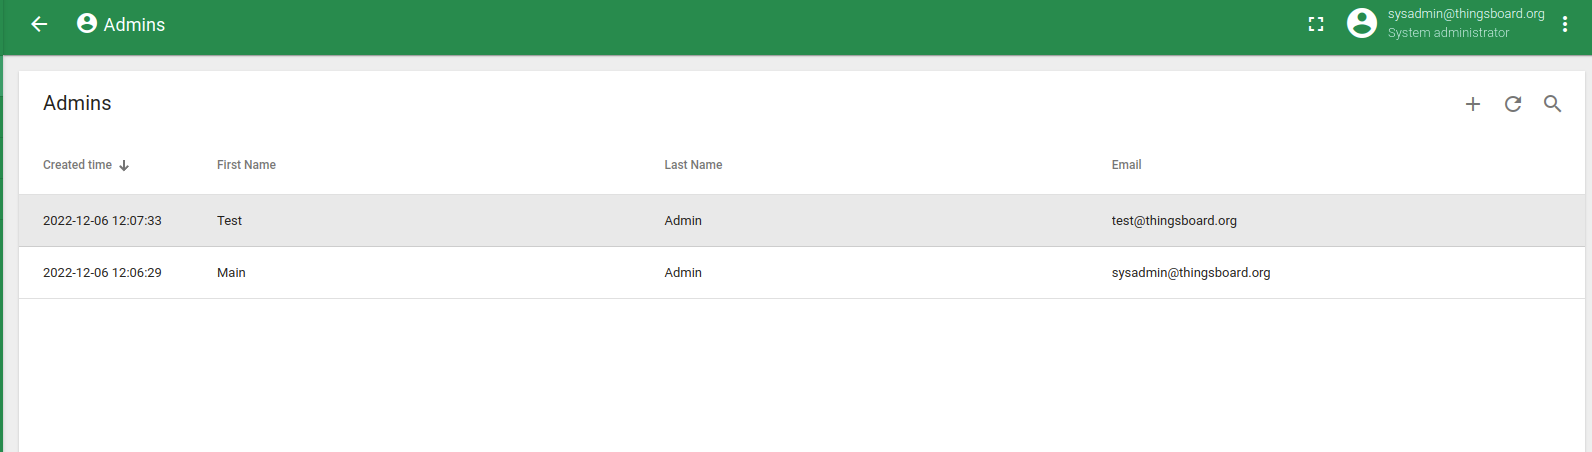 Admins
sysadmin@thingsboard.org
System administrator
Admins
Created time First Name Last Name Email
2022-12-06 12:07:33 Test Admin test@thingsboard.org
2022-12-06 12:06:29 Main Admin sysadmin@thingsboard.org